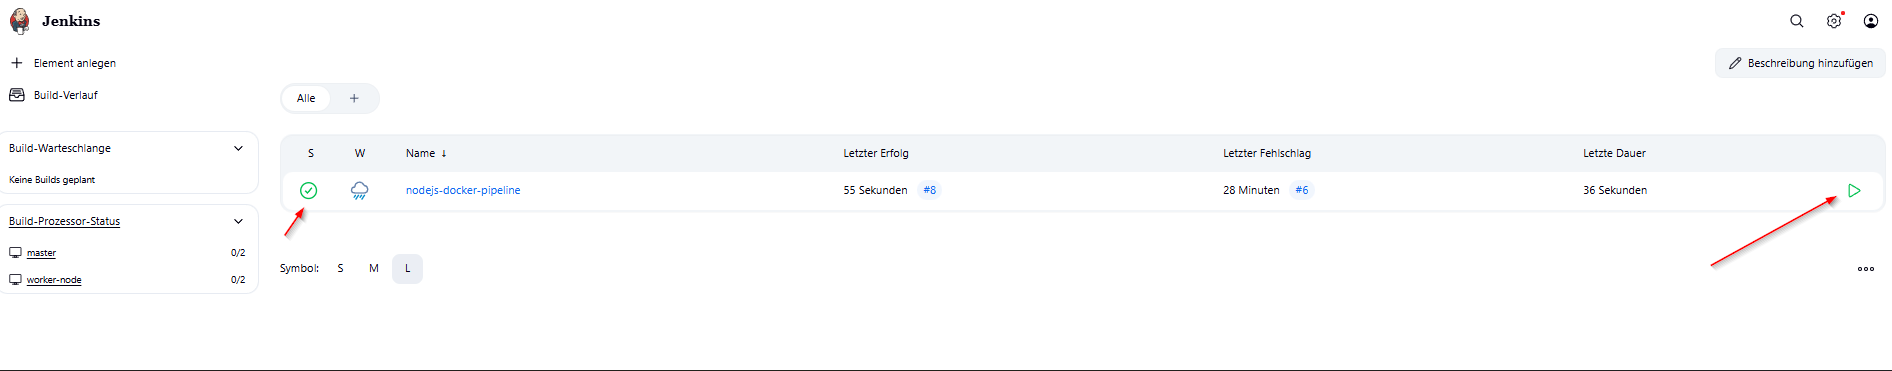 Jenkins
Element anlegen
Beschreibung hinzufügen
Build-Verlauf
Alle +
Build-Warteschlange
Keine Builds geplant
Build-Prozessor-Status
master 0/2
worker-node 0/2
S W Name ↓ Letzter Erfolg Letzter Fehlschlag Letzte Dauer
nodejs-docker-pipeline 55 Sekunden #8 28 Minuten #6 36 Sekunden
Symbol: S M L